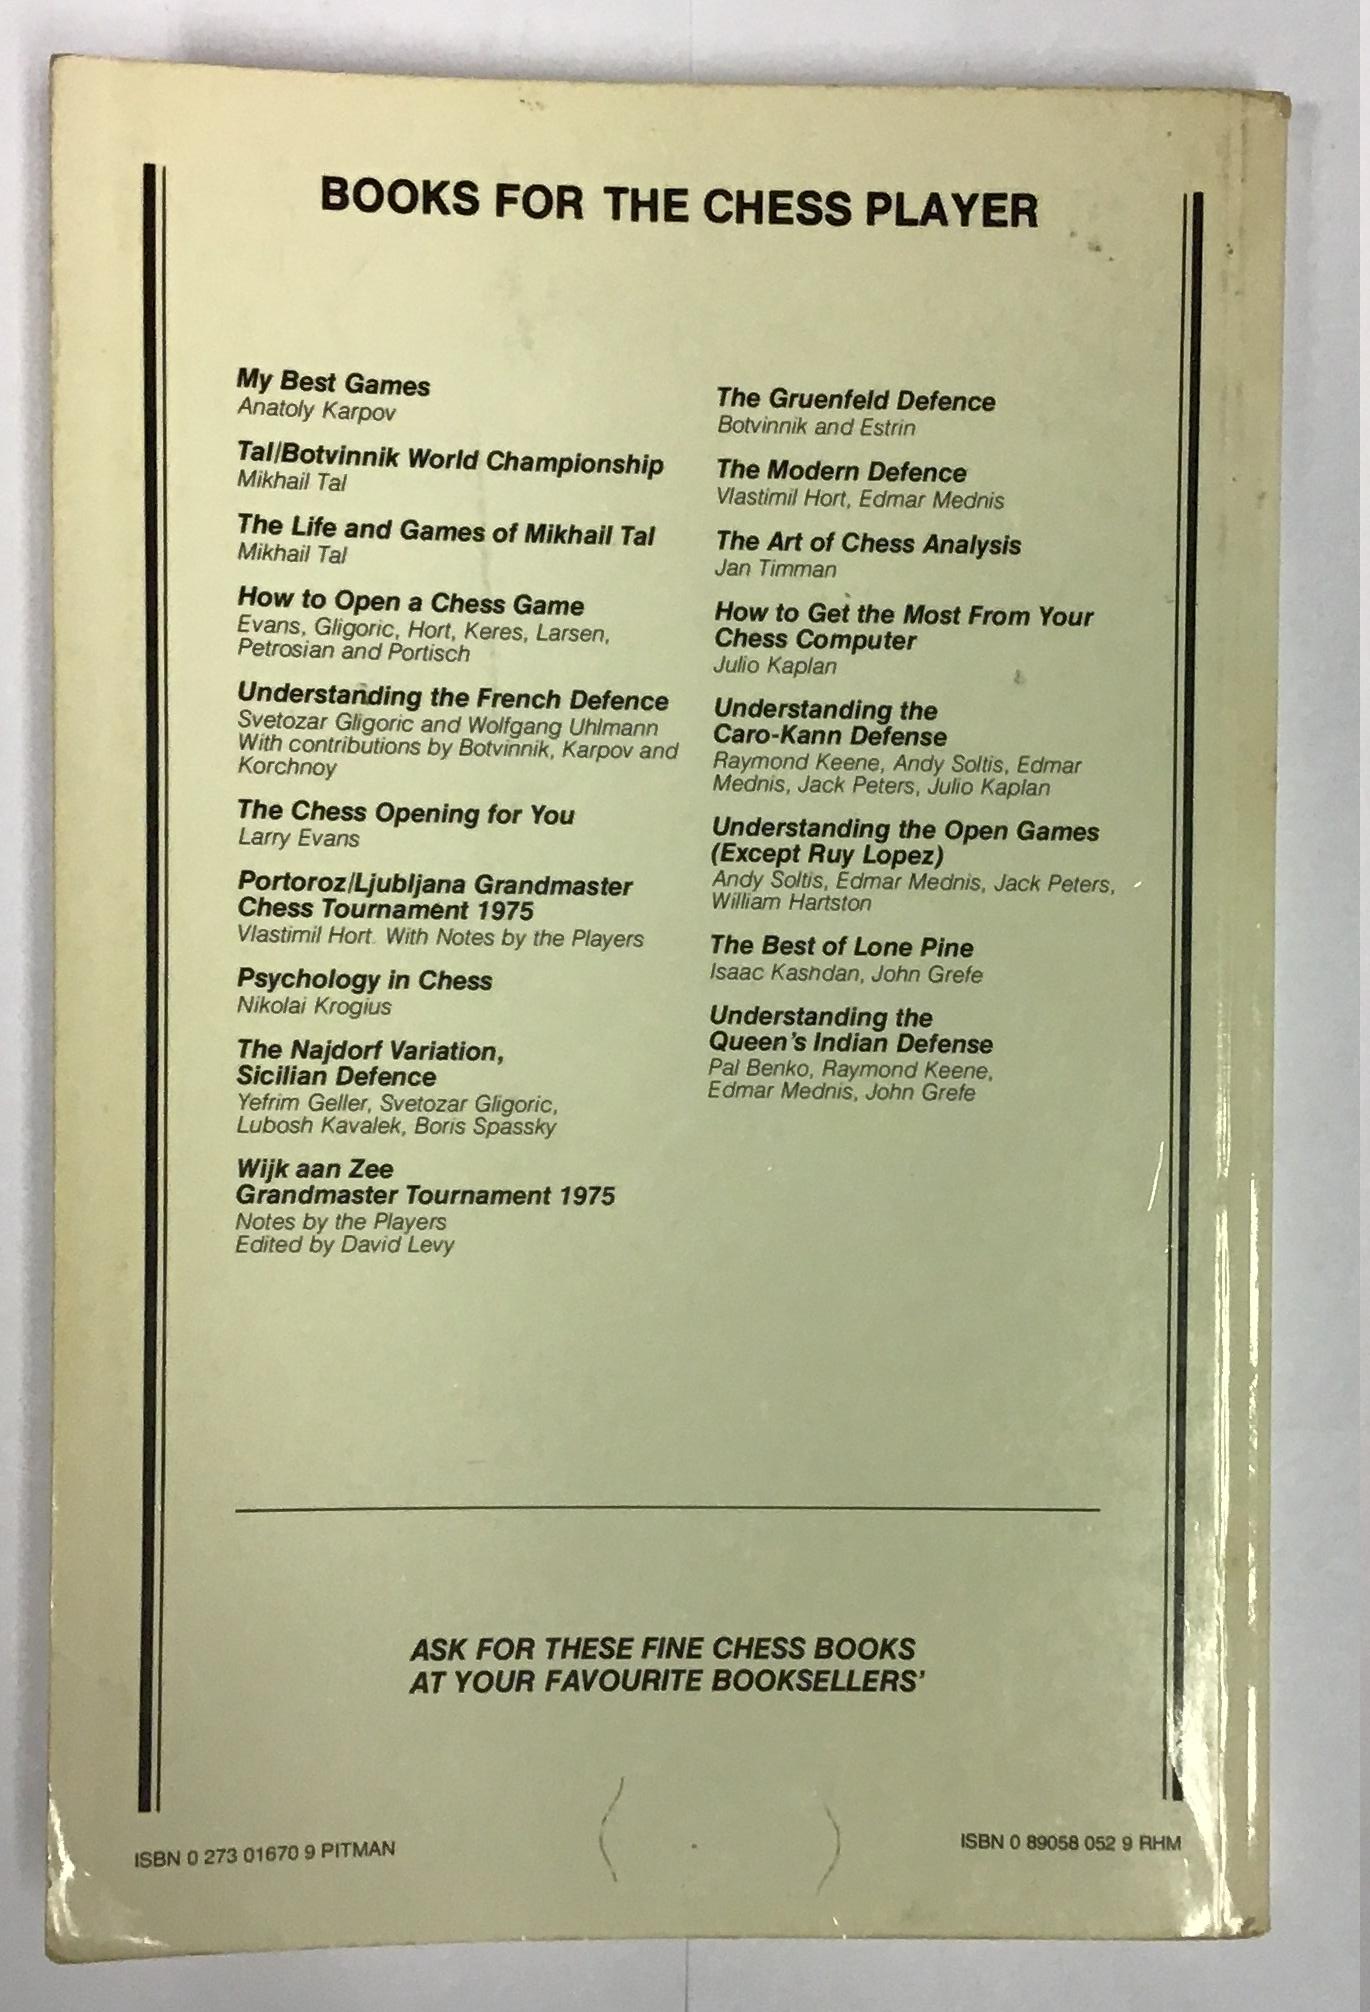 BOOKS FOR THE CHESS PLAYER
My Best Games
Anatoly Karpov
Tal/Botvinnik World Championship
Mikhail Tal
The Life and Games of Mikhail Tal
Mikhail Tal
How to Open a Chess Game
Evans, Gligoric, Hort, Keres, Larsen,
Petrosian and Portisch
Understanding the French Defence
Svetozar Gligoric and Wolfgang Uhlmann
With contributions by Botvinnik, Karpov and
Korchnoy
The Chess Opening for You
Larry Evans
Portoroz/Ljubljana Grandmaster
Chess Tournament 1975
Vlastimil Hort. With Notes by the Players
Psychology in Chess
Nikolai Krogius
The Najdorf Variation,
Sicilian Defence
Yefrim Geller, Svetozar Gligoric,
Lubosh Kavalek, Boris Spassky
Wijk aan Zee
Grandmaster Tournament 1975
Notes by the Players
Edited by David Levy
The Gruenfeld Defence
Botvinnik and Estrin
The Modern Defence
Vlastimil Hort, Edmar Mednis
The Art of Chess Analysis
Jan Timman
How to Get the Most From Your
Chess Computer
Julio Kaplan
Understanding the
Caro-Kann Defense
Raymond Keene, Andy Soltis, Edmar
Mednis, Jack Peters, Julio Kaplan
Understanding the Open Games
(Except Ruy Lopez)
Andy Soltis, Edmar Mednis, Jack Peters,
William Hartston
The Best of Lone Pine
Isaac Kashdan, John Grefe
Understanding the
Queen's Indian Defense
Pal Benko, Raymond Keene,
Edmar Mednis, John Grefe
ASK FOR THESE FINE CHESS BOOKS
AT YOUR FAVOURITE BOOKSELLERS'
ISBN 0 273 01670 9 PITMAN
ISBN 0 89058 052 9 RHM